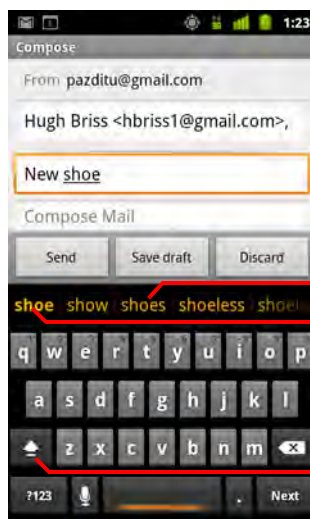 1:23
Compose
From pazditu@gmail.com
Hugh Briss <hbriss1@gmail.com>,
New shoe
Compose Mail
Send Save draft Discard
shoe show shoes shoeless
q w e r t y u i o p
a s d f g h j k l
z x c v b n m
?123 . Next